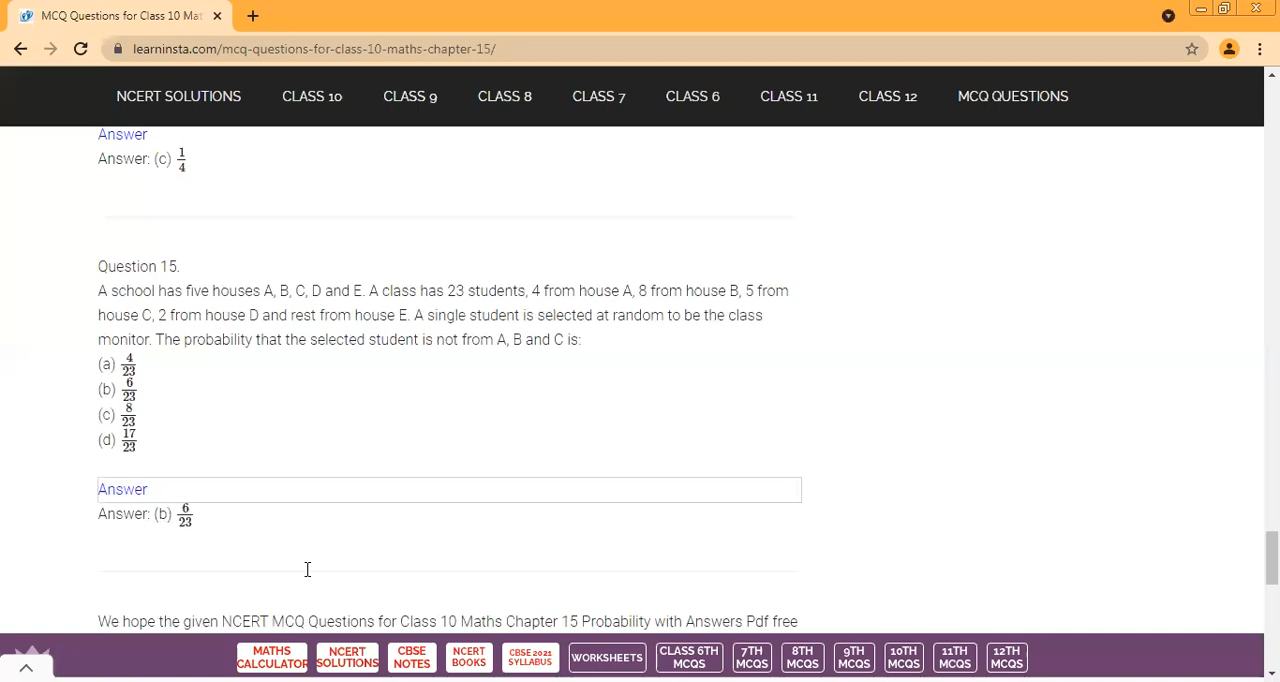 MCQ Questions for Class 10 Mat
learninsta.com/mcq-questions-for-class-10-maths-chapter-15/
NCERT SOLUTIONS CLASS 10 CLASS 9 CLASS 8 CLASS 7 CLASS 6 CLASS 11 CLASS 12 MCQ QUESTIONS
Answer
Answer: (c) 1/4
Question 15.
A school has five houses A, B, C, D and E. A class has 23 students, 4 from house A, 8 from house B, 5 from
house C, 2 from house D and rest from house E. A single student is selected at random to be the class
monitor. The probability that the selected student is not from A, B and C is:
(a) 4/23
(b) 6/23
(c) 8/23
(d) 17/23
Answer
Answer: (b) 6/23
We hope the given NCERT MCQ Questions for Class 10 Maths Chapter 15 Probability with Answers Pdf free
MATHS CALCULATOR NCERT SOLUTIONS CBSE NOTES NCERT BOOKS CBSE 2021 SYLLABUS WORKSHEETS CLASS 6TH MCQS 7TH MCQS 8TH MCQS 9TH MCQS 10TH MCQS 11TH MCQS 12TH MCQS